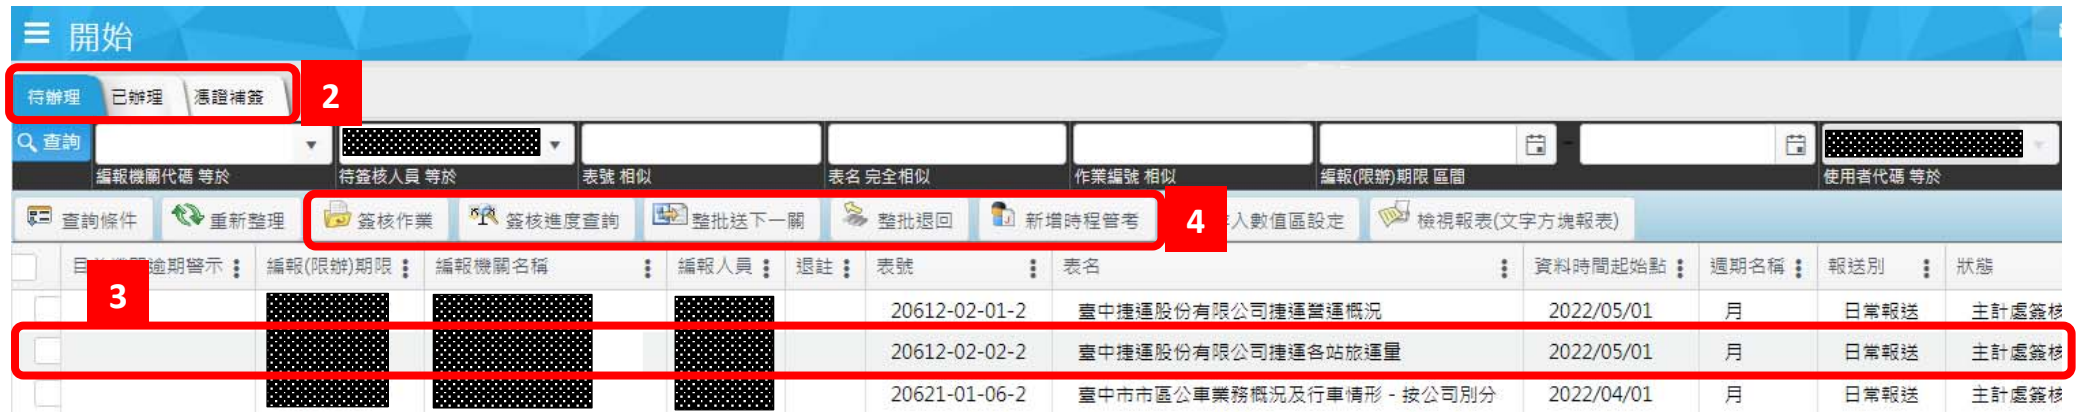 開始
待辦理 已辦理 憑證補簽 2
查詢 -
編報機關代碼 等於 待簽核人員 等於 表號 相似 表名 完全相似 作業編號 相似 編報(限辦)期限 區間 使用者代碼 等於
查詢條件 重新整理 簽核作業 簽核進度查詢 整批送下一關 整批退回 新增時程管考 4 入數值區設定 檢視報表(文字方塊報表)
逾期警示 編報(限辦)期限 編報機關名稱 編報人員 退註 表號 表名 資料時間起始點 週期名稱 報送別 狀態
3
20612-02-01-2 臺中捷運股份有限公司捷運營運概況 2022/05/01 月 日常報送 主計處簽核
20612-02-02-2 臺中捷運股份有限公司捷運各站旅運量 2022/05/01 月 日常報送 主計處簽核
20621-01-06-2 臺中市市區公車業務概況及行車情形 - 按公司別分 2022/04/01 月 日常報送 主計處簽核